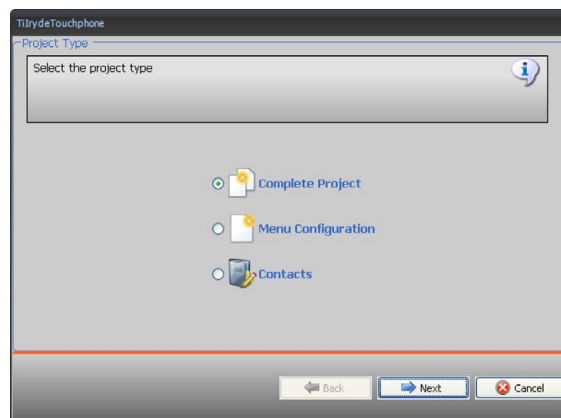 TiIrydeTouchphone
Project Type
Select the project type
Complete Project
Menu Configuration
Contacts
Back
Next
Cancel